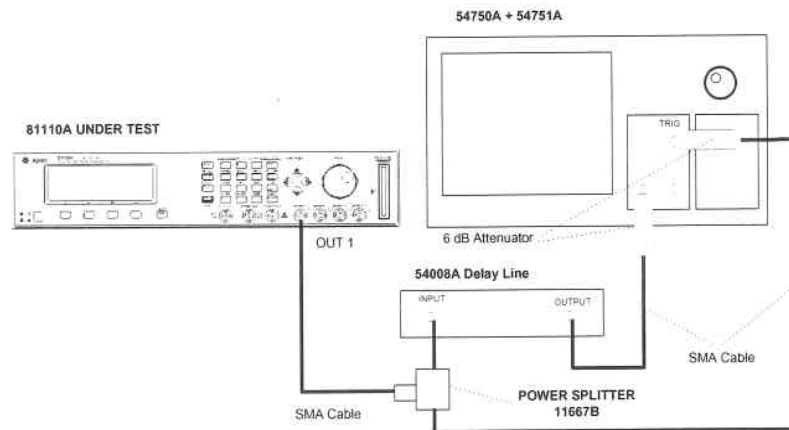 54750A + 54751A
81110A UNDER TEST
TRIG
OUT 1
6 dB Attenuator
54008A Delay Line
INPUT
OUTPUT
SMA Cable
POWER SPLITTER
11667B
SMA Cable